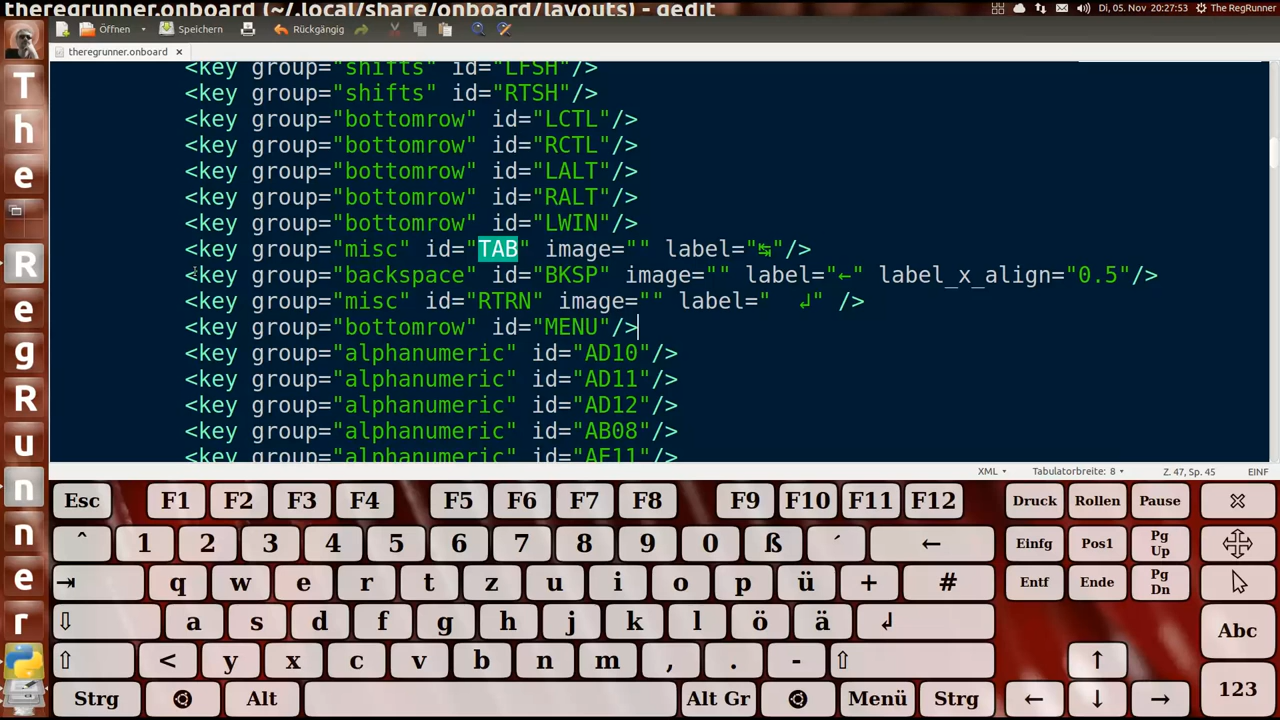 theregrunner.onboard (~/.local/share/onboard/layouts) - gedit
Di, 05. Nov 20:27:53 The RegRunner
Öffnen Speichern Rückgängig
theregrunner.onboard ×
<key group="shifts" id="LFSH"/>
<key group="shifts" id="RTSH"/>
<key group="bottomrow" id="LCTL"/>
<key group="bottomrow" id="RCTL"/>
<key group="bottomrow" id="LALT"/>
<key group="bottomrow" id="RALT"/>
<key group="bottomrow" id="LWIN"/>
<key group="misc" id="TAB" image="" label="↹"/>
<key group="backspace" id="BKSP" image="" label="←" label_x_align="0.5"/>
<key group="misc" id="RTRN" image="" label="  ↲" />
<key group="bottomrow" id="MENU"/>
<key group="alphanumeric" id="AD10"/>
<key group="alphanumeric" id="AD11"/>
<key group="alphanumeric" id="AD12"/>
<key group="alphanumeric" id="AB08"/>
<key group="alphanumeric" id="AE11"/>
XML Tabulatorbreite: 8 Z. 47, Sp. 45 EINF
T
h
e
R
e
g
R
u
n
n
e
r
Esc F1 F2 F3 F4 F5 F6 F7 F8 F9 F10 F11 F12 Druck Rollen Pause
^ 1 2 3 4 5 6 7 8 9 0 ß ´ ← Einfg Pos1 Pg Up
⇥ q w e r t z u i o p ü + # Entf Ende Pg Dn
⇩ a s d f g h j k l ö ä ↲ Abc
⇧ < y x c v b n m , . - ⇧ ↑
Strg Alt Alt Gr Menü Strg ← ↓ → 123